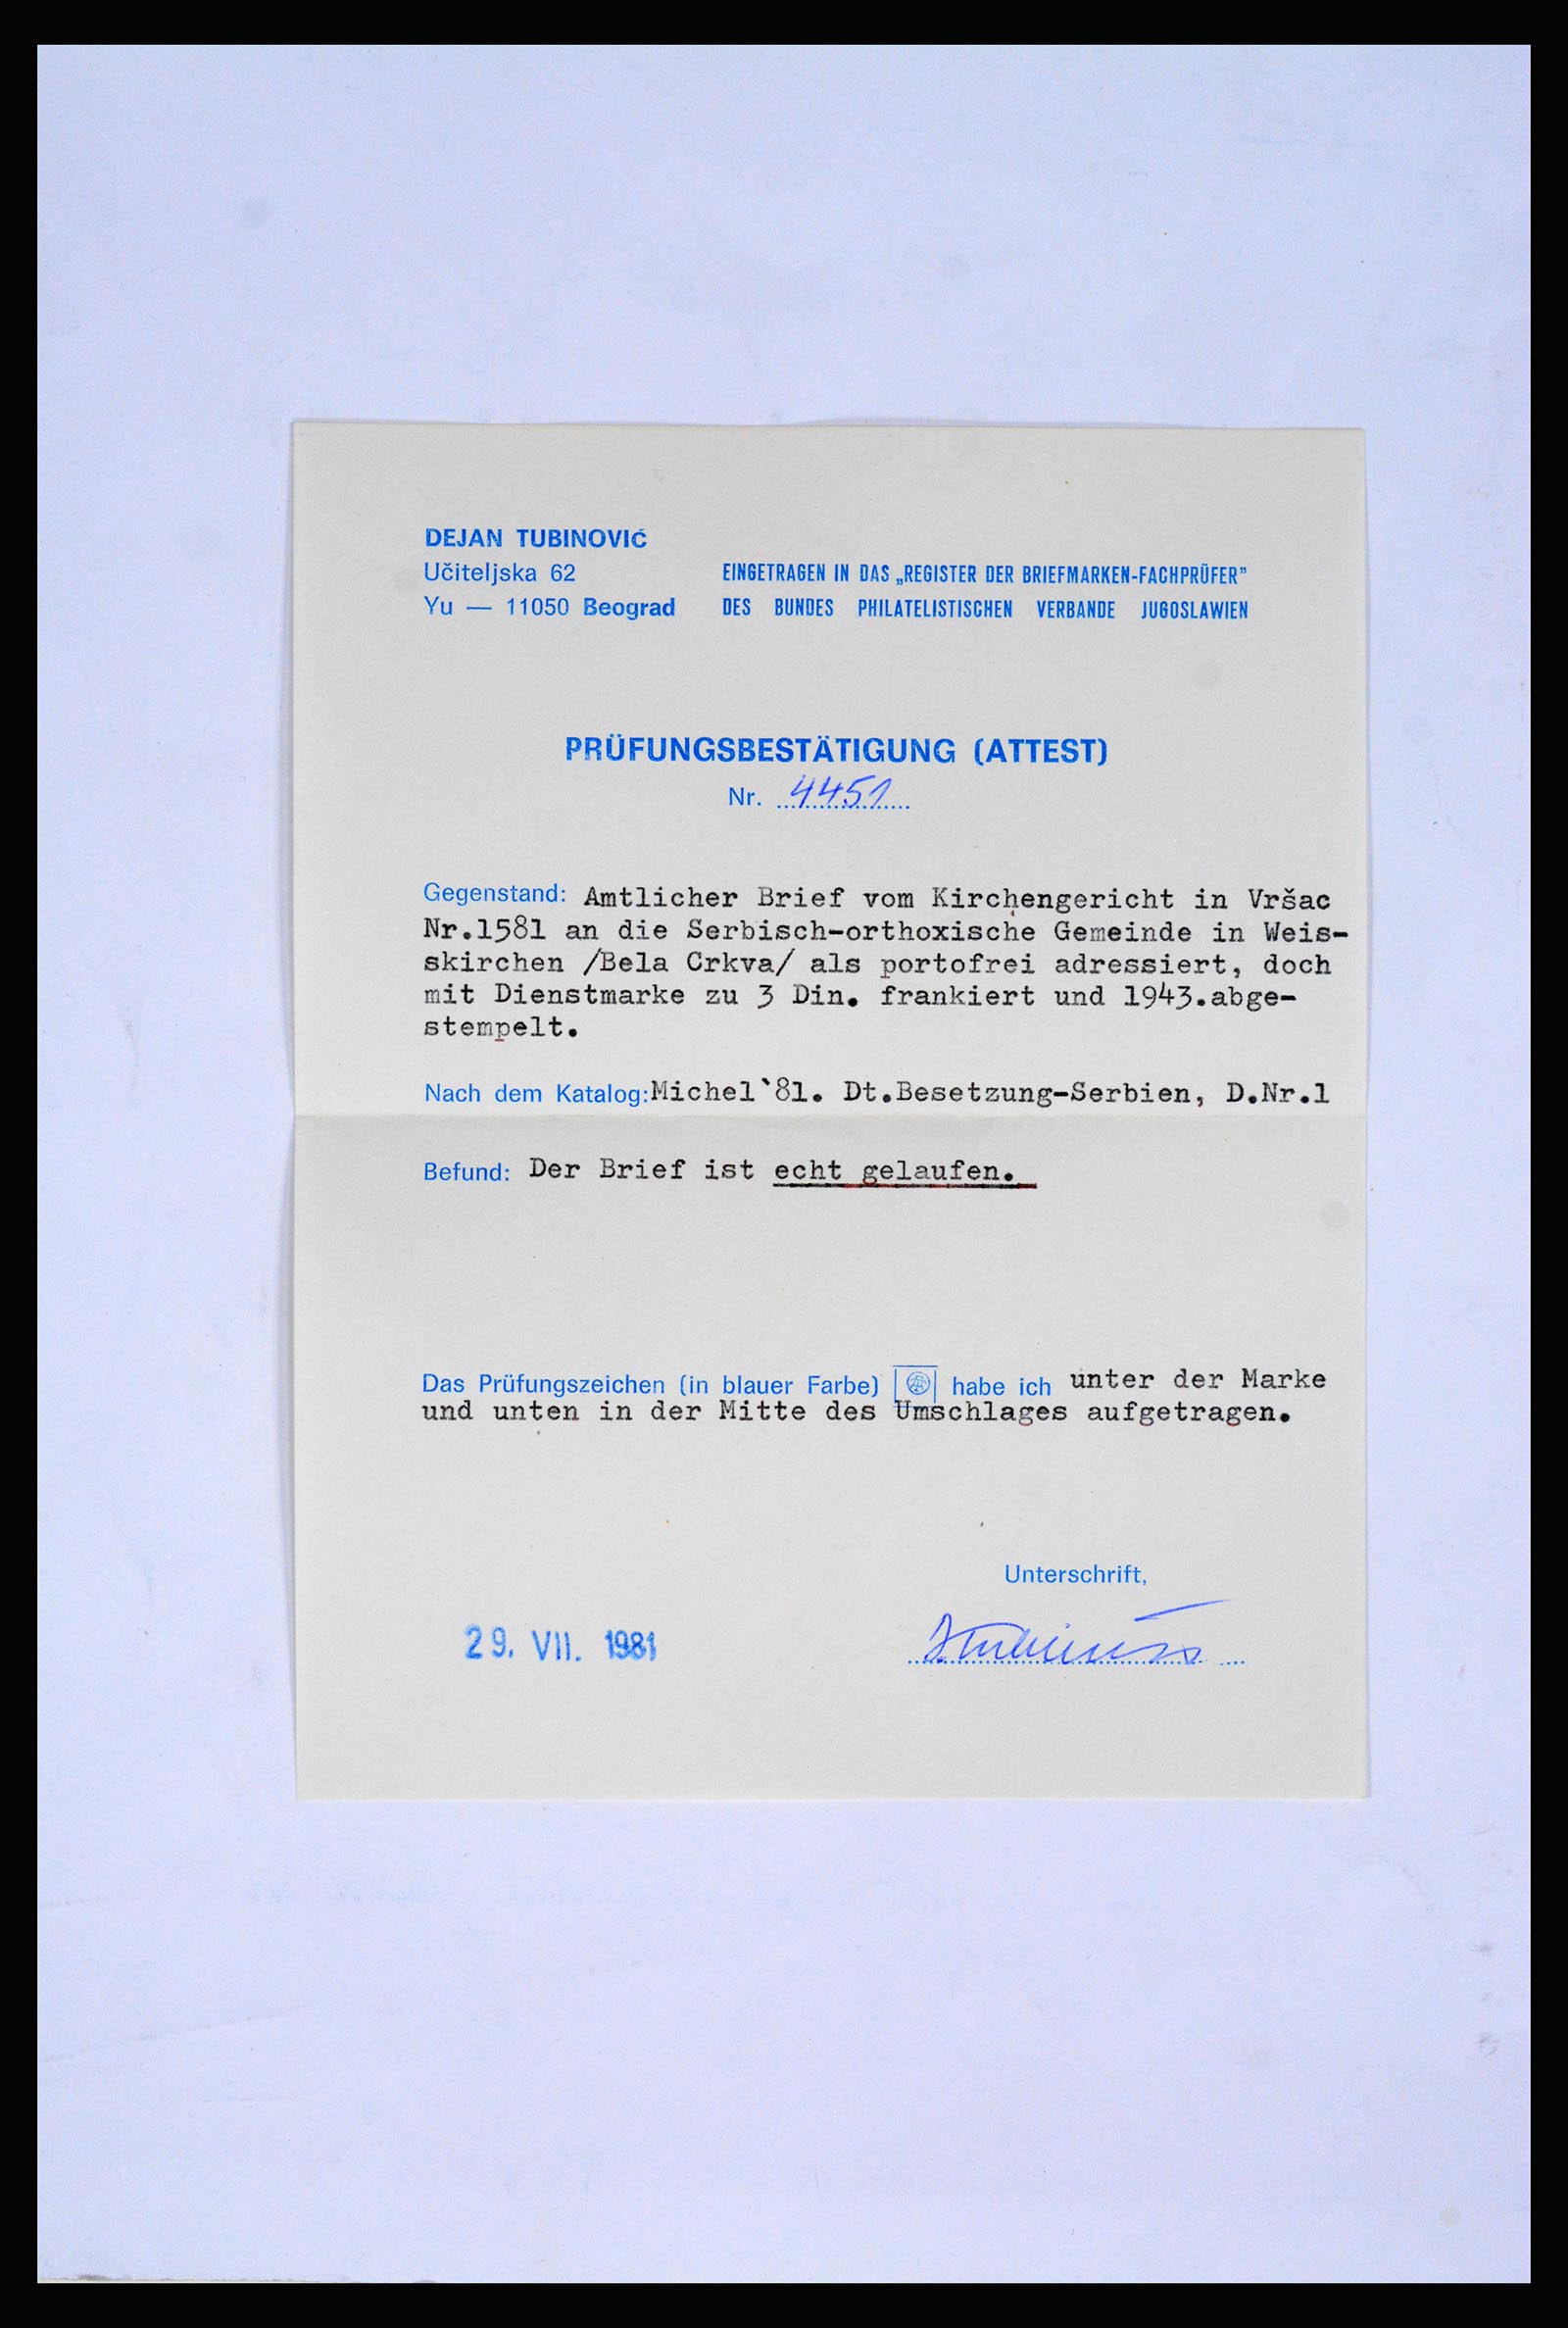 DEJAN TUBINOVIĆ
Učiteljska 62
Yu — 11050 Beograd
EINGETRAGEN IN DAS „REGISTER DER BRIEFMARKEN-FACHPRÜFER”
DES BUNDES PHILATELISTISCHEN VERBANDE JUGOSLAWIEN
PRÜFUNGSBESTÄTIGUNG (ATTEST)
Nr. 4451
Gegenstand: Amtlicher Brief vom Kirchengericht in Vršac
Nr.1581 an die Serbisch-orthoxische Gemeinde in Weis-
skirchen /Bela Crkva/ als portofrei adressiert, doch
mit Dienstmarke zu 3 Din. frankiert und 1943.abge-
stempelt.
Nach dem Katalog:Michel`81. Dt.Besetzung-Serbien, D.Nr.1
Befund: Der Brief ist echt gelaufen.
Das Prüfungszeichen (in blauer Farbe) habe ich unter der Marke
und unten in der Mitte des Umschlages aufgetragen.
Unterschrift,
29. VII. 1981